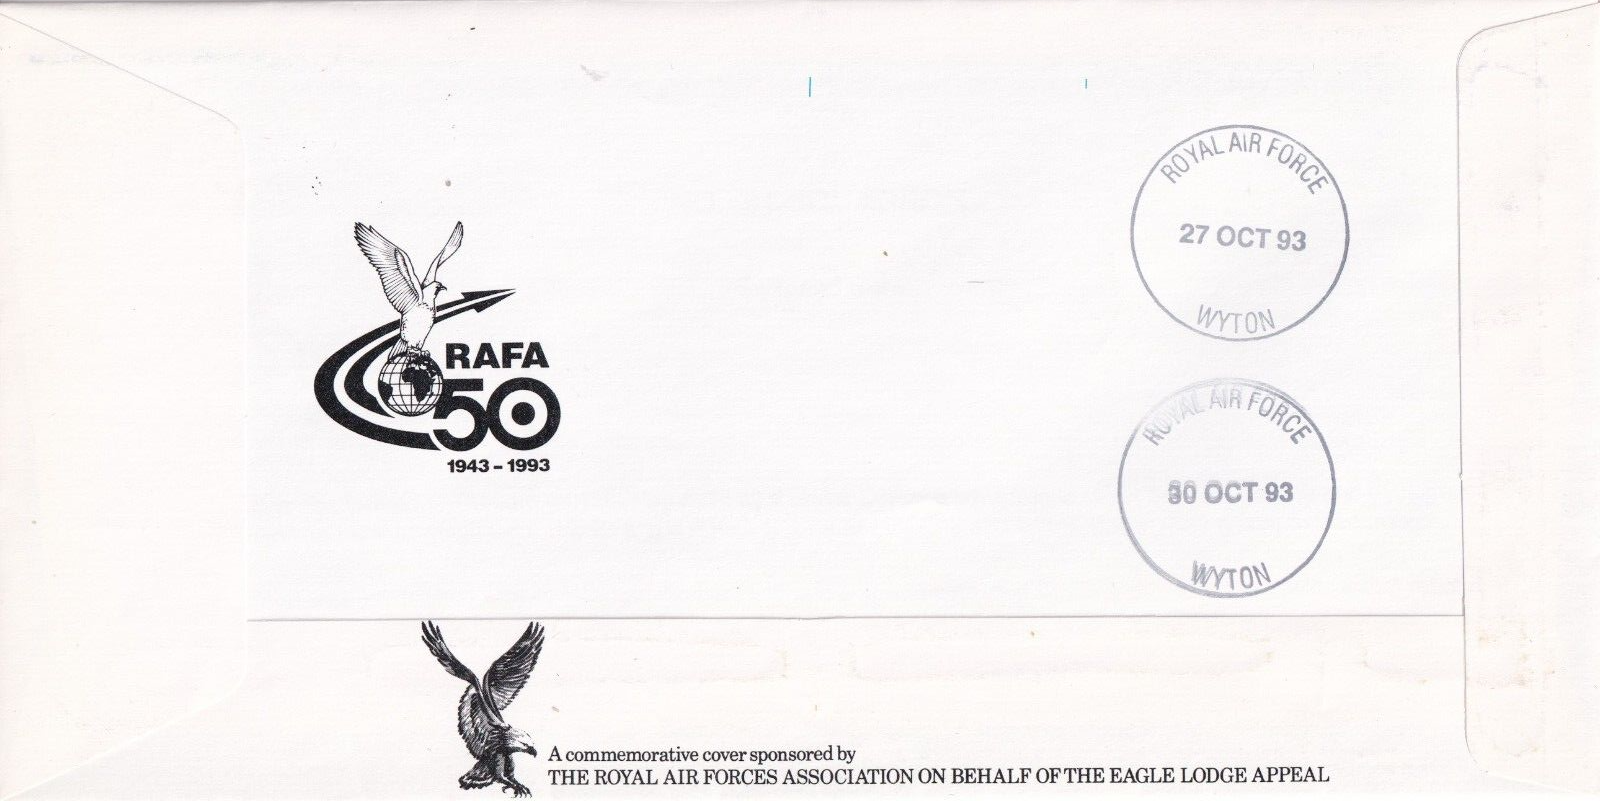 ROYAL AIR FORCE
27 OCT 93
WYTON
RAFA
50
1943 – 1993
ROYAL AIR FORCE
30 OCT 93
WYTON
A commemorative cover sponsored by
THE ROYAL AIR FORCES ASSOCIATION ON BEHALF OF THE EAGLE LODGE APPEAL